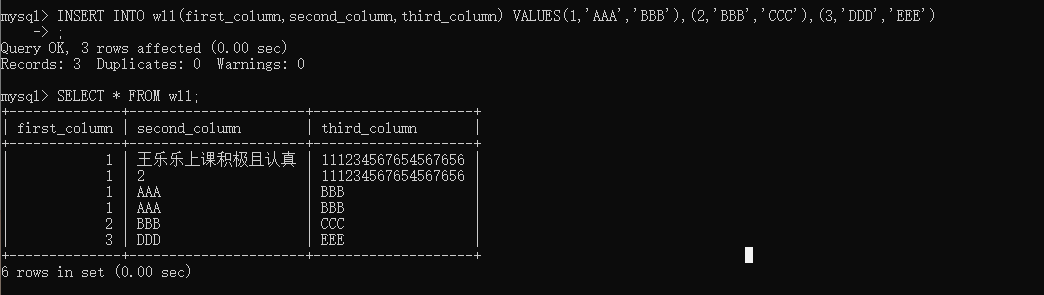 mysql> INSERT INTO wll(first_column,second_column,third_column) VALUES(1,'AAA','BBB'),(2,'BBB','CCC'),(3,'DDD','EEE')
    -> ;
Query OK, 3 rows affected (0.00 sec)
Records: 3  Duplicates: 0  Warnings: 0

mysql> SELECT * FROM wll;
+--------------+----------------------+--------------------+
| first_column | second_column | third_column |
+--------------+----------------------+--------------------+
| 1 | 王乐乐上课积极且认真 | 111234567654567656 |
| 1 | 2 | 111234567654567656 |
| 1 | AAA | BBB |
| 1 | AAA | BBB |
| 2 | BBB | CCC |
| 3 | DDD | EEE |
+--------------+----------------------+--------------------+
6 rows in set (0.00 sec)